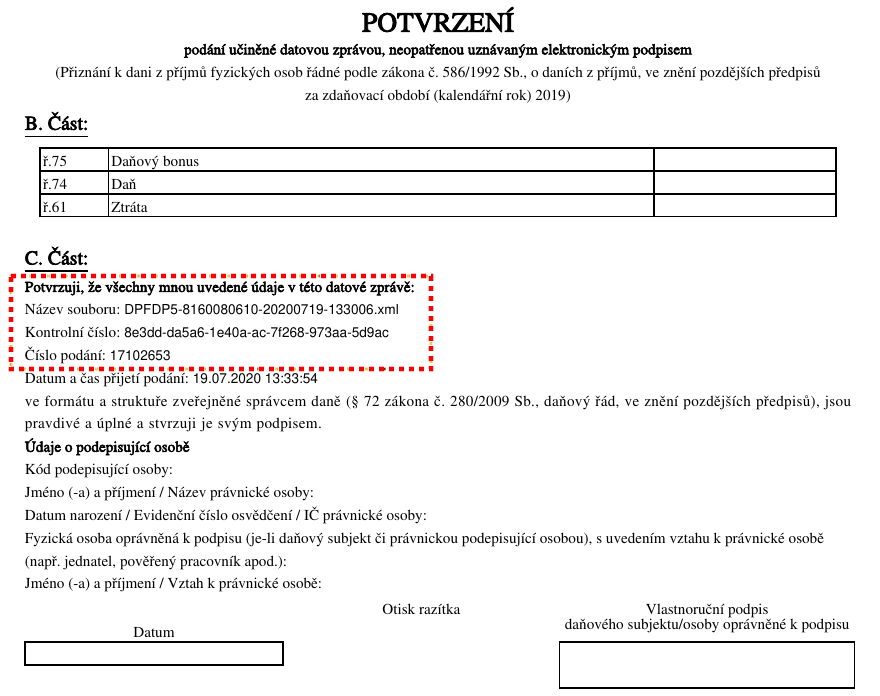 POTVRZENÍ
podání učiněné datovou zprávou, neopatřenou uznávaným elektronickým podpisem
(Přiznání k dani z příjmů fyzických osob řádné podle zákona č. 586/1992 Sb., o daních z příjmů, ve znění pozdějších předpisů
za zdaňovací období (kalendářní rok) 2019)
B. Část:
ř.75 Daňový bonus
ř.74 Daň
ř.61 Ztráta
C. Část:
Potvrzuji, že všechny mnou uvedené údaje v této datové zprávě:
Název souboru: DPFDP5-8160080610-20200719-133006.xml
Kontrolní číslo: 8e3dd-da5a6-1e40a-ac-7f268-973aa-5d9ac
Číslo podání: 17102653
Datum a čas přijetí podání: 19.07.2020 13:33:54
ve formátu a struktuře zveřejněné správcem daně (§ 72 zákona č. 280/2009 Sb., daňový řád, ve znění pozdějších předpisů), jsou
pravdivé a úplné a stvrzuji je svým podpisem.
Údaje o podepisující osobě
Kód podepisující osoby:
Jméno (-a) a příjmení / Název právnické osoby:
Datum narození / Evidenční číslo osvědčení / IČ právnické osoby:
Fyzická osoba oprávněná k podpisu (je-li daňový subjekt či právnickou podepisující osobou), s uvedením vztahu k právnické osobě
(např. jednatel, pověřený pracovník apod.):
Jméno (-a) a příjmení / Vztah k právnické osobě:
Otisk razítka
Vlastnoruční podpis
daňového subjektu/osoby oprávněné k podpisu
Datum